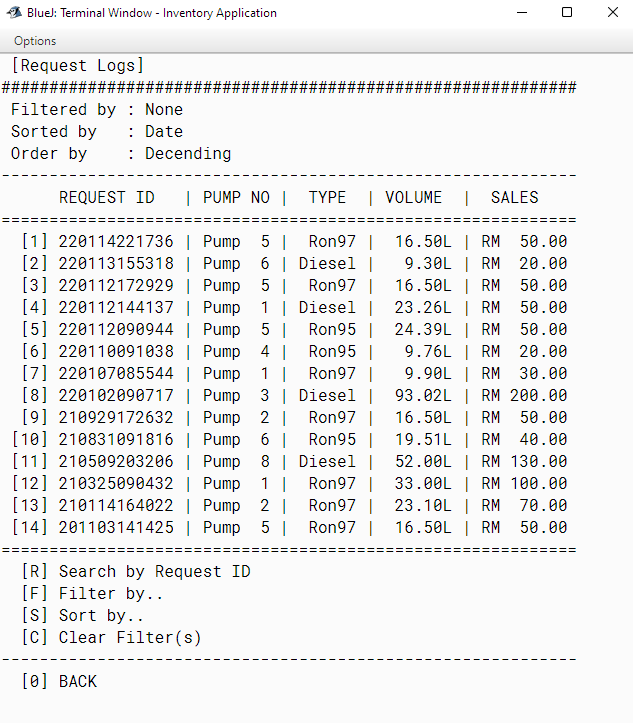 BlueJ: Terminal Window - Inventory Application
Options
[Request Logs]
############################################################
Filtered by : None
Sorted by   : Date
Order by    : Decending
------------------------------------------------------------
      REQUEST ID   | PUMP NO |  TYPE  | VOLUME  |  SALES
============================================================
  [1] 220114221736 | Pump  5 |  Ron97 |  16.50L | RM  50.00
  [2] 220113155318 | Pump  6 | Diesel |   9.30L | RM  20.00
  [3] 220112172929 | Pump  5 |  Ron97 |  16.50L | RM  50.00
  [4] 220112144137 | Pump  1 | Diesel |  23.26L | RM  50.00
  [5] 220112090944 | Pump  5 |  Ron95 |  24.39L | RM  50.00
  [6] 220110091038 | Pump  4 |  Ron95 |   9.76L | RM  20.00
  [7] 220107085544 | Pump  1 |  Ron97 |   9.90L | RM  30.00
  [8] 220102090717 | Pump  3 | Diesel |  93.02L | RM 200.00
  [9] 210929172632 | Pump  2 |  Ron97 |  16.50L | RM  50.00
 [10] 210831091816 | Pump  6 |  Ron95 |  19.51L | RM  40.00
 [11] 210509203206 | Pump  8 | Diesel |  52.00L | RM 130.00
 [12] 210325090432 | Pump  1 |  Ron97 |  33.00L | RM 100.00
 [13] 210114164022 | Pump  2 |  Ron97 |  23.10L | RM  70.00
 [14] 201103141425 | Pump  5 |  Ron97 |  16.50L | RM  50.00
============================================================
  [R] Search by Request ID
  [F] Filter by..
  [S] Sort by..
  [C] Clear Filter(s)
------------------------------------------------------------
  [0] BACK